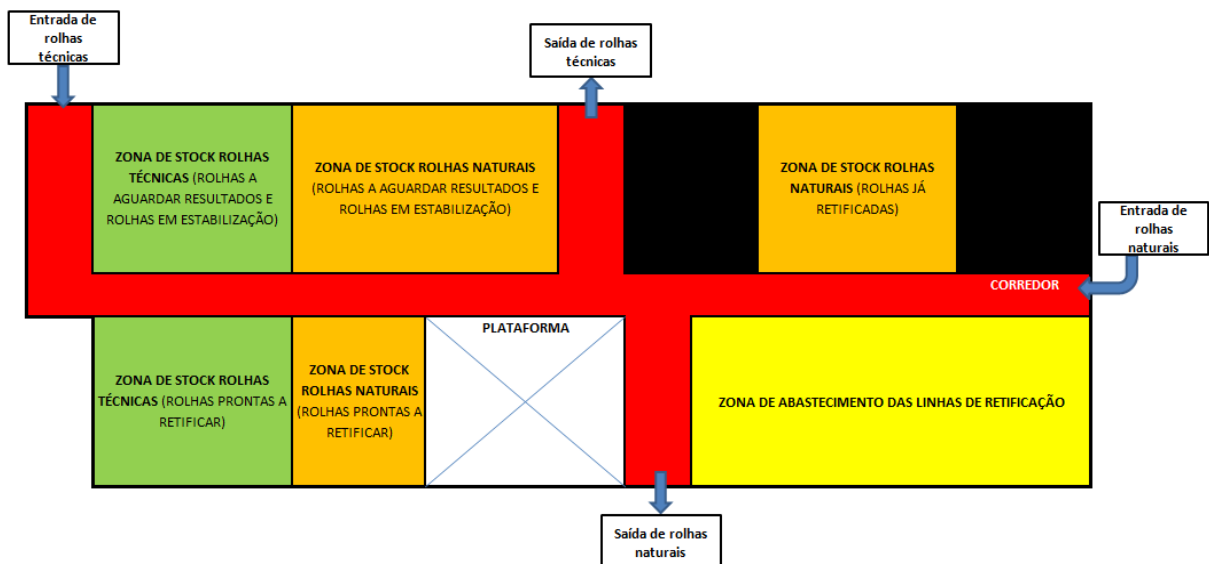 Entrada de
rolhas
técnicas
Saída de rolhas
técnicas
ZONA DE STOCK ROLHAS
TÉCNICAS (ROLHAS A
AGUARDAR RESULTADOS E
ROLHAS EM ESTABILIZAÇÃO)
ZONA DE STOCK ROLHAS NATURAIS
(ROLHAS A AGUARDAR RESULTADOS E
ROLHAS EM ESTABILIZAÇÃO)
ZONA DE STOCK ROLHAS
NATURAIS (ROLHAS JÁ
RETIFICADAS)
Entrada de
rolhas
naturais
CORREDOR
ZONA DE STOCK ROLHAS
TÉCNICAS (ROLHAS PRONTAS A
RETIFICAR)
ZONA DE STOCK
ROLHAS NATURAIS
(ROLHAS PRONTAS A
RETIFICAR)
PLATAFORMA
ZONA DE ABASTECIMENTO DAS LINHAS DE RETIFICAÇÃO
Saída de rolhas
naturais